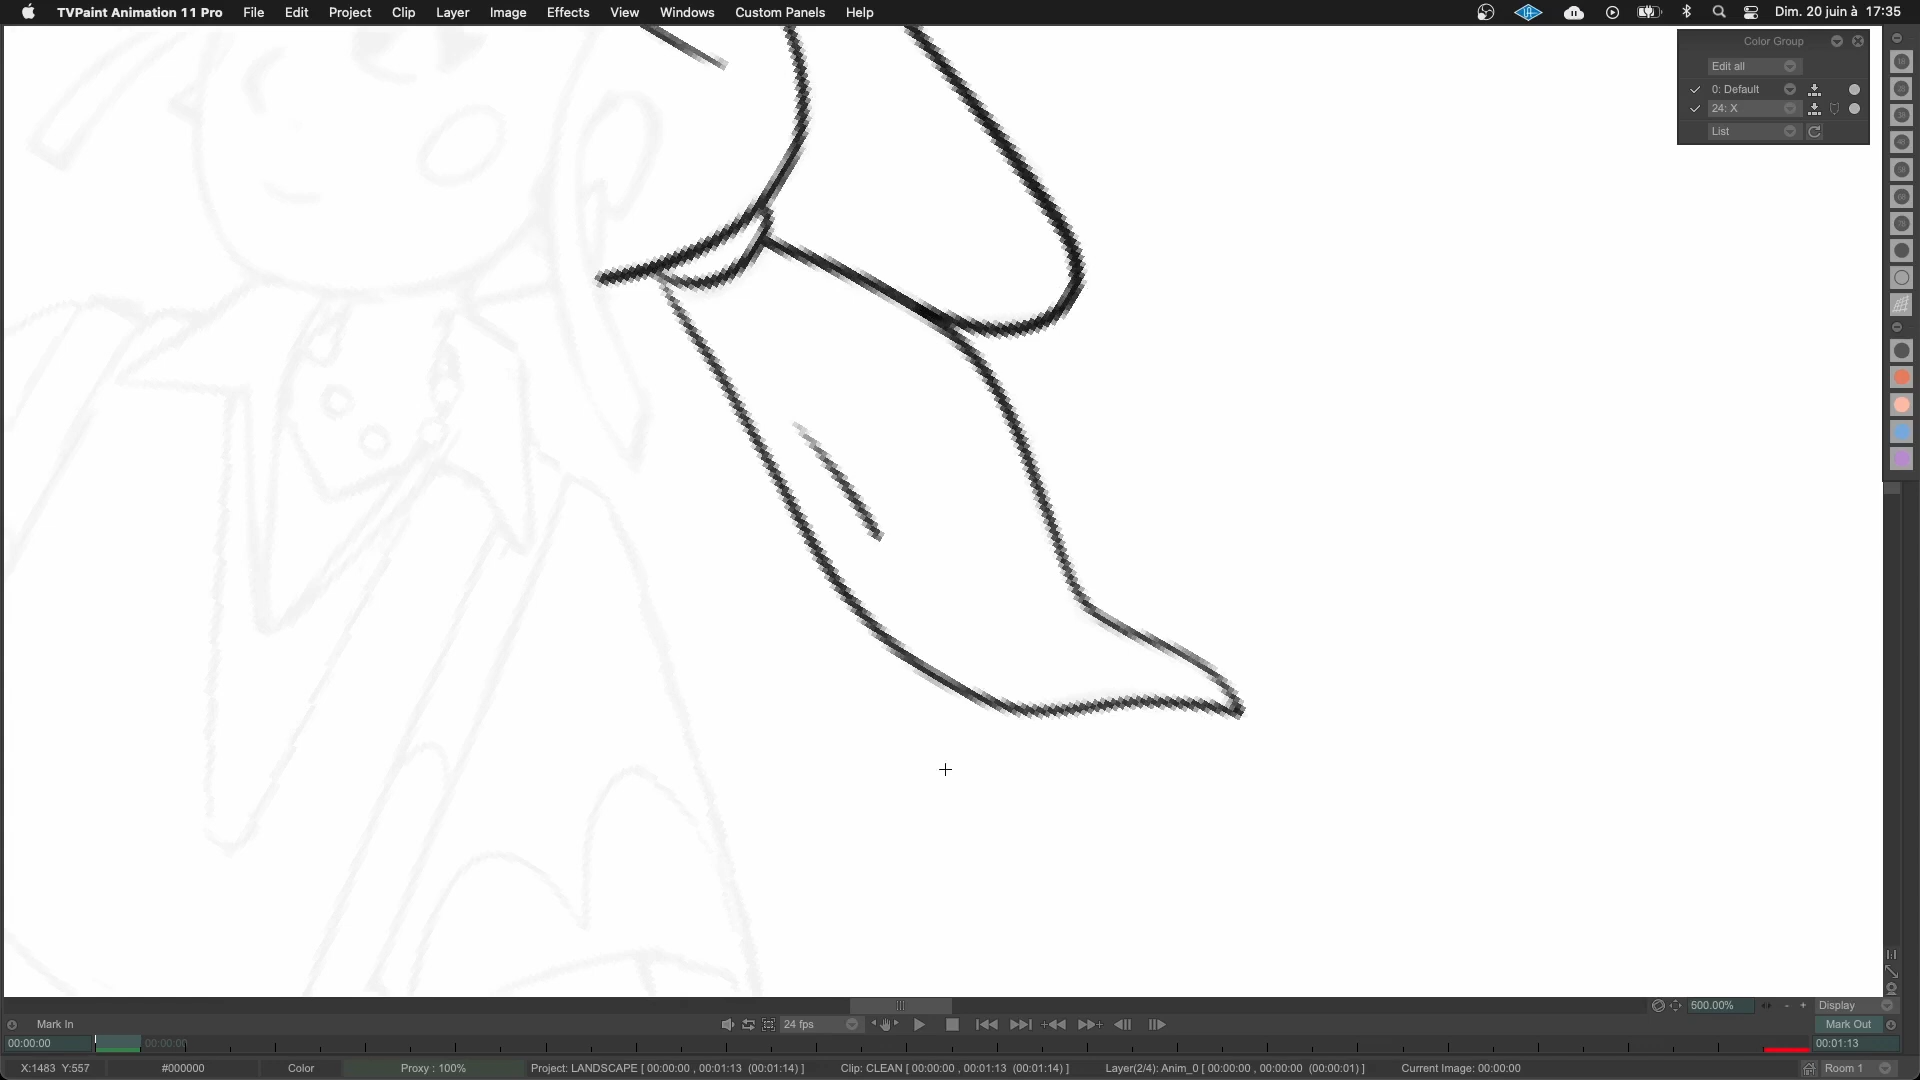 TVPaint Animation 11 Pro File Edit Project Clip Layer Image Effects View Windows Custom Panels Help Dim. 20 juin à 17:35
Color Group
Edit all
0: Default
24: X
List
500.00% - + Display
Mark In 24 fps Mark Out
00:00:00 00:00:00 00:01:13
X:1483 Y:557 #000000 Color Proxy : 100% Project: LANDSCAPE [ 00:00:00 , 00:01:13 (00:01:14) ] Clip: CLEAN [ 00:00:00 , 00:01:13 (00:01:14) ] Layer(2/4): Anim_0 [ 00:00:00 , 00:00:00 (00:00:01) ] Current Image: 00:00:00 Room 1